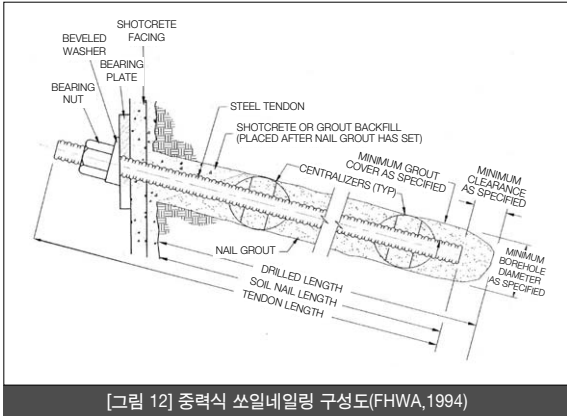 SHOTCRETE
FACING
BEVELED
WASHER
BEARING
PLATE
BEARING
NUT
STEEL TENDON
SHOTCRETE OR GROUT BACKFILL
(PLACED AFTER NAIL GROUT HAS SET)
CENTRALIZERS (TYP)
MINIMUM GROUT
COVER AS SPECIFIED
MINIMUM
CLEARANCE
AS SPECIFIED
MINIMUM
BOREHOLE
DIAMETER
AS SPECIFIED
NAIL GROUT
DRILLED LENGTH
SOIL NAIL LENGTH
TENDON LENGTH
[그림 12] 중력식 쏘일네일링 구성도(FHWA,1994)